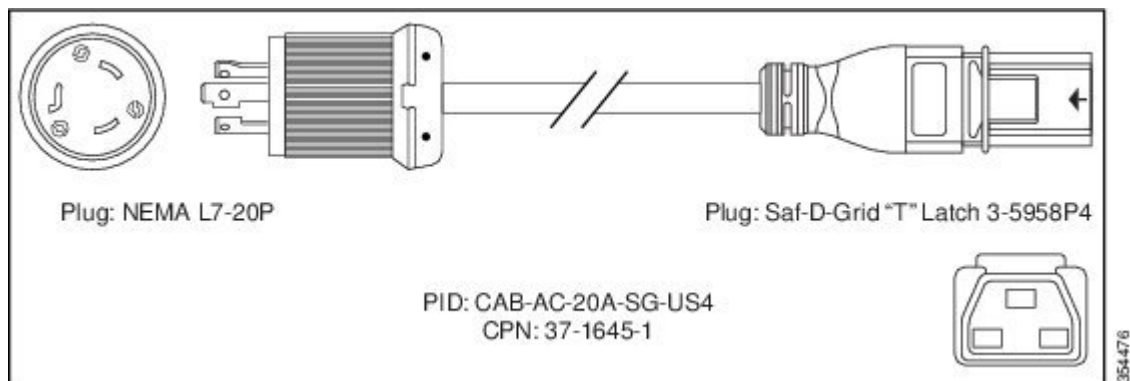 Plug: NEMA L7-20P
Plug: Saf-D-Grid “T” Latch 3-5958P4
PID: CAB-AC-20A-SG-US4
CPN: 37-1645-1
354476